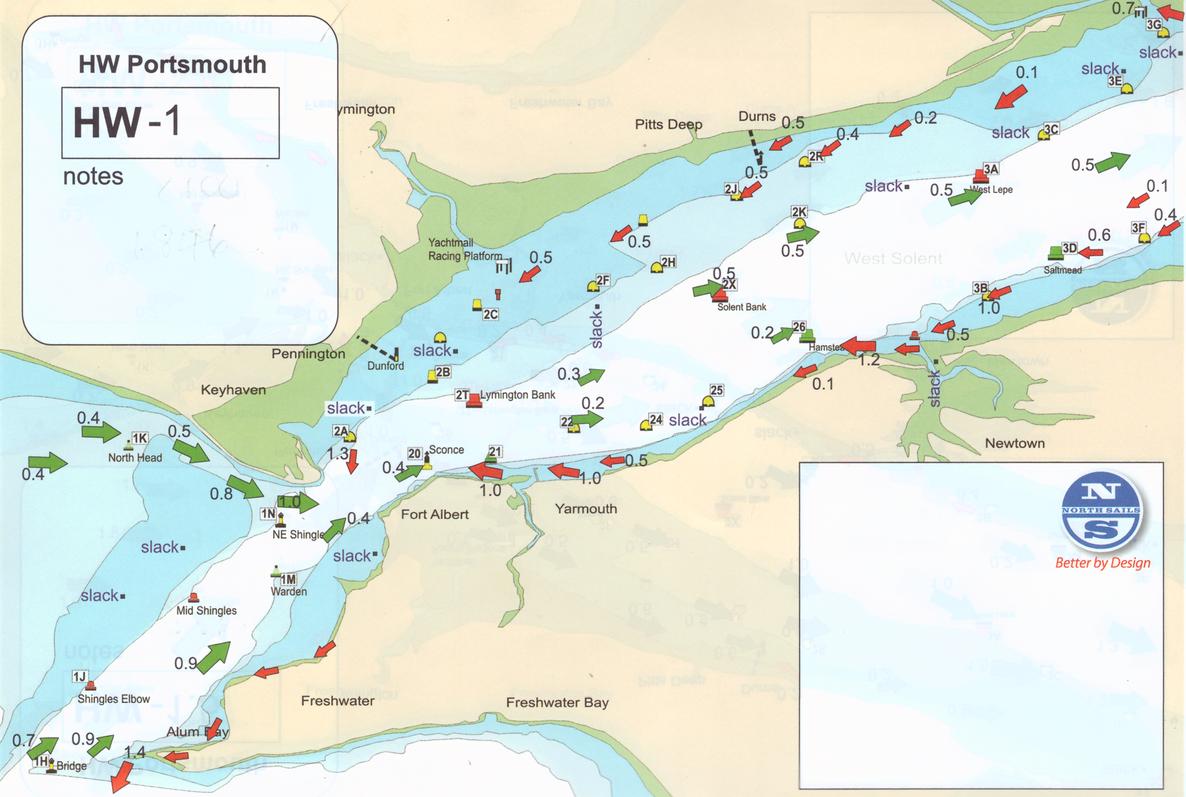 HW Portsmouth
HW -1
notes
ymington
Pitts Deep
Durns
0.5
0.4
0.2
0.1
0.7
3G
slack
slack
3E
slack
3C
2R
0.5
2J
slack
0.5
3A
West Lepe
0.5
0.1
0.4
3F
0.6
3D
Saltmead
2K
0.5
West Solent
Yachtmail
Racing Platform
0.5
0.5
2H
2F
2C
slack
0.5
2X
Solent Bank
3B
1.0
0.5
0.2
26
Hamste
1.2
0.1
slack
Newtown
Pennington
Dunford
slack
2B
Keyhaven
slack
2A
1.3
2T
Lymington Bank
0.3
0.2
22
24
25
slack
0.4
1K
North Head
0.5
0.4
0.8
1.0
1N
NE Shingle
0.4
20
Sconce
0.4
21
1.0
1.0
0.5
Fort Albert
Yarmouth
slack
slack
slack
1M
Warden
Mid Shingles
0.9
1J
Shingles Elbow
Freshwater
Freshwater Bay
Alum Bay
0.7
0.9
1.4
1H
Bridge
N
NORTH SAILS
S
Better by Design